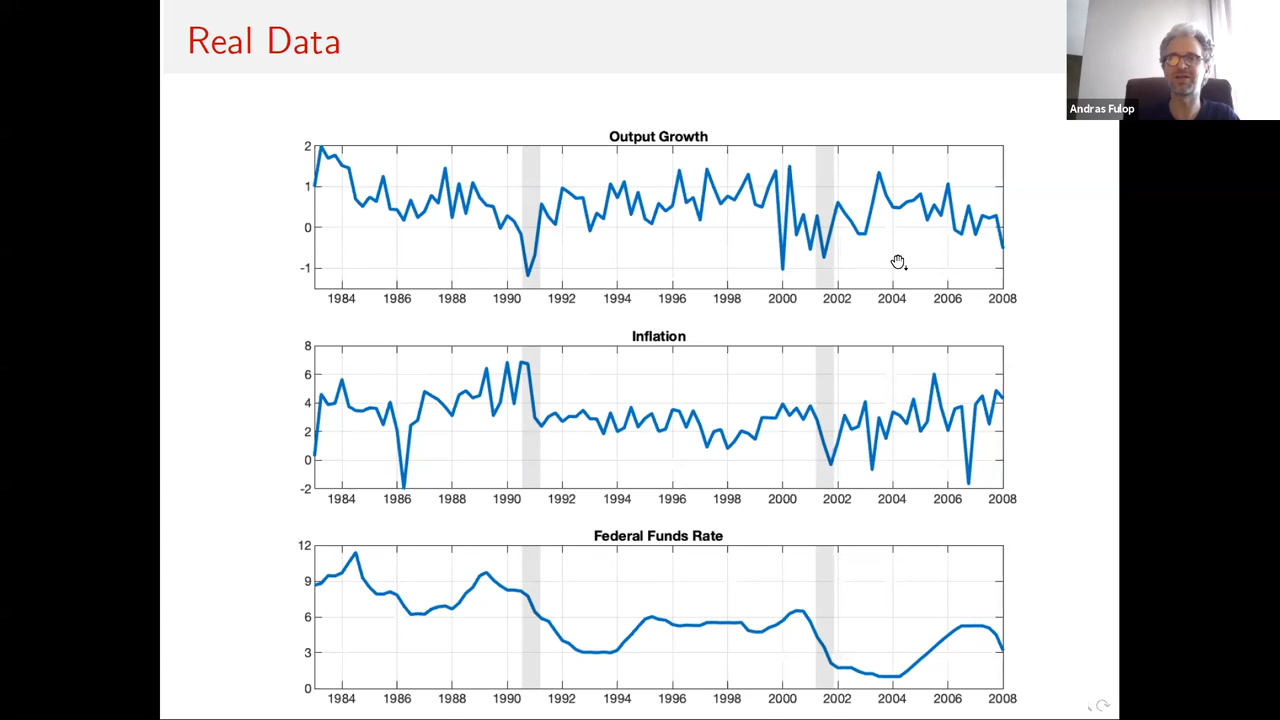 Real Data
Andras Fulop
Output Growth
2
1
0
-1
1984 1986 1988 1990 1992 1994 1996 1998 2000 2002 2004 2006 2008
Inflation
8
6
4
2
0
-2
1984 1986 1988 1990 1992 1994 1996 1998 2000 2002 2004 2006 2008
Federal Funds Rate
12
9
6
3
0
1984 1986 1988 1990 1992 1994 1996 1998 2000 2002 2004 2006 2008